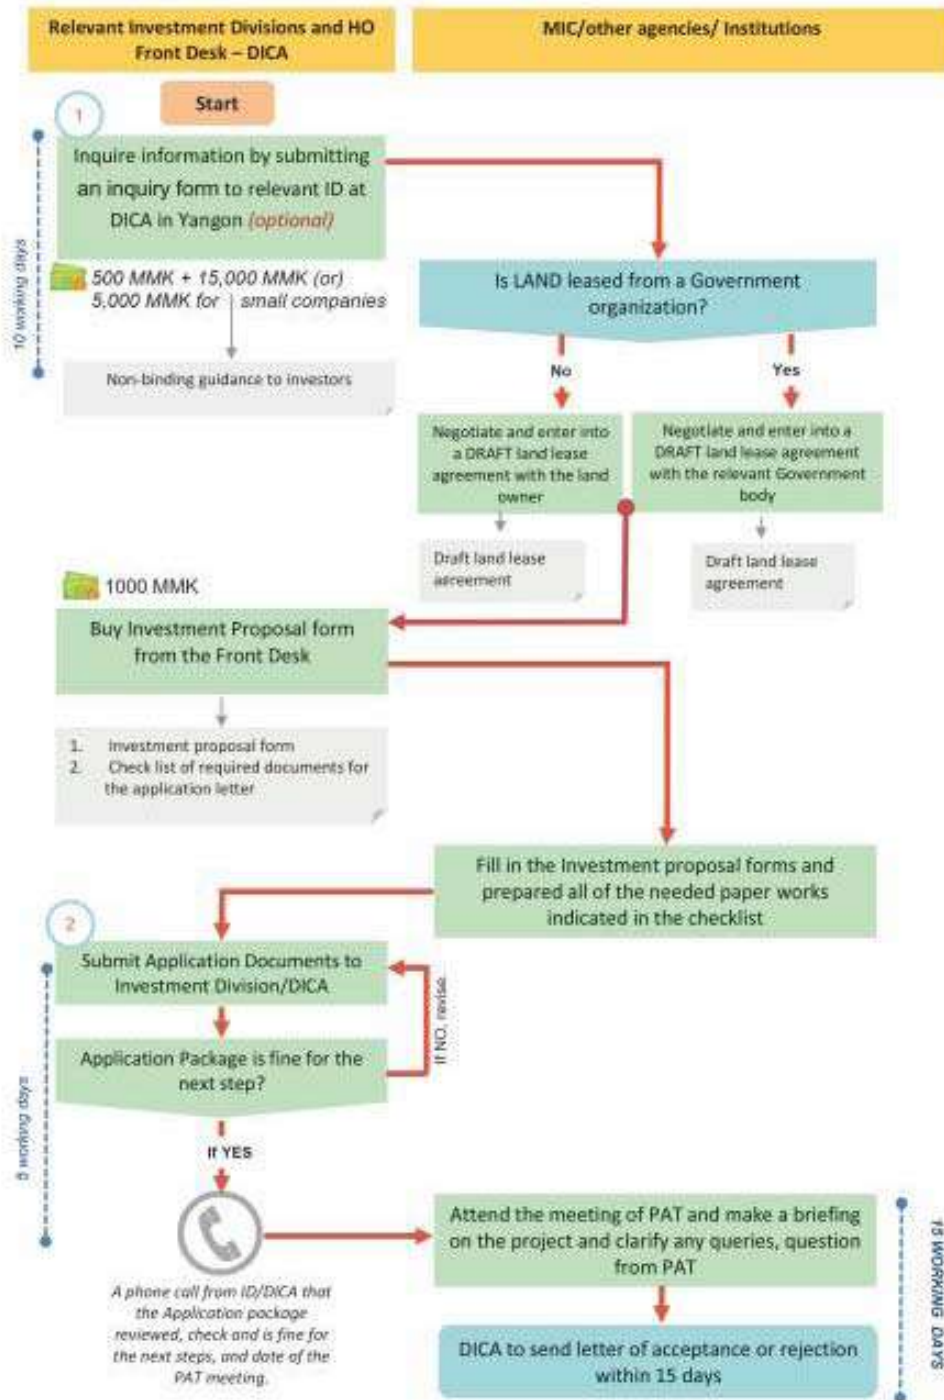 Relevant Investment Divisions and HO
Front Desk – DICA
MIC/other agencies/ Institutions
Start
1
Inquire information by submitting
an inquiry form to relevant ID at
DICA in Yangon (optional)
10 working days
500 MMK + 15,000 MMK (or)
5,000 MMK for small companies
Non-binding guidance to investors
Is LAND leased from a Government
organization?
No
Yes
Negotiate and enter into
a DRAFT land lease
agreement with the land
owner
Negotiate and enter into a
DRAFT land lease agreement
with the relevant Government
body
Draft land lease
agreement
Draft land lease
agreement
1000 MMK
Buy Investment Proposal form
from the Front Desk
1. Investment proposal form
2. Check list of required documents for
the application letter
Fill in the Investment proposal forms and
prepared all of the needed paper works
indicated in the checklist
2
Submit Application Documents to
Investment Division/DICA
If NO, revise
Application Package is fine for the
next step?
working days
If YES
A phone call from ID/DICA that
the Application package
reviewed, check and is fine for
the next steps, and date of the
PAT meeting.
Attend the meeting of PAT and make a briefing
on the project and clarify any queries, question
from PAT
DICA to send letter of acceptance or rejection
within 15 days
15 WORKING DAYS